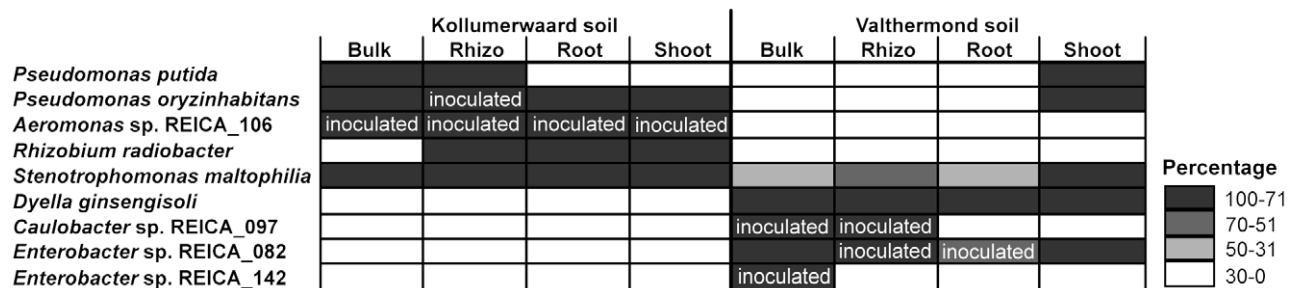 Kollumerwaard soil Valthermond soil
Bulk Rhizo Root Shoot Bulk Rhizo Root Shoot
Pseudomonas putida
Pseudomonas oryzinhabitans inoculated
Aeromonas sp. REICA_106 inoculated inoculated inoculated inoculated
Rhizobium radiobacter
Stenotrophomonas maltophilia
Dyella ginsengisoli
Caulobacter sp. REICA_097 inoculated inoculated
Enterobacter sp. REICA_082 inoculated inoculated
Enterobacter sp. REICA_142 inoculated
Percentage
100-71
70-51
50-31
30-0